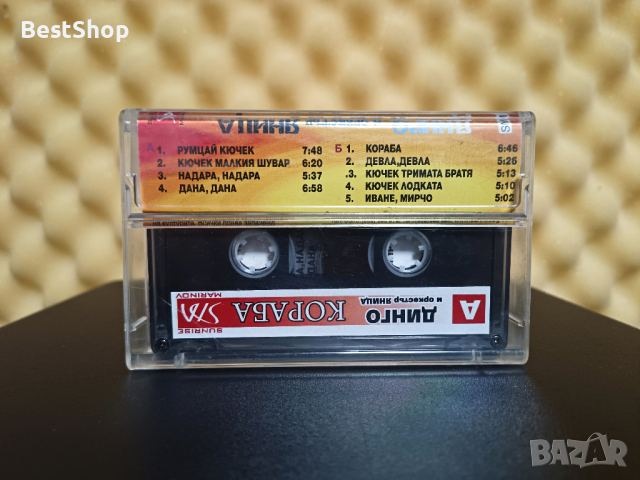 BestShop
ЯНИЦА
А 1. РУМЦАЙ КЮЧЕК 7:48
2. КЮЧЕК МАЛКИЯ ШУВАР 6:20
3. НАДАРА, НАДАРА 5:37
4. ДАНА, ДАНА 6:58
Б 1. КОРАБА 6:46
2. ДЕВЛА,ДЕВЛА 5:26
.3. КЮЧЕК ТРИМАТА БРАТЯ 5:13
4. КЮЧЕК ЛОДКАТА 5:10
5. ИВАНЕ, МИРЧО 5:02
А
ДИНГО
и оркестър ЯНИЦА
КОРАБА
SUNRISE
MARINOV
bazar